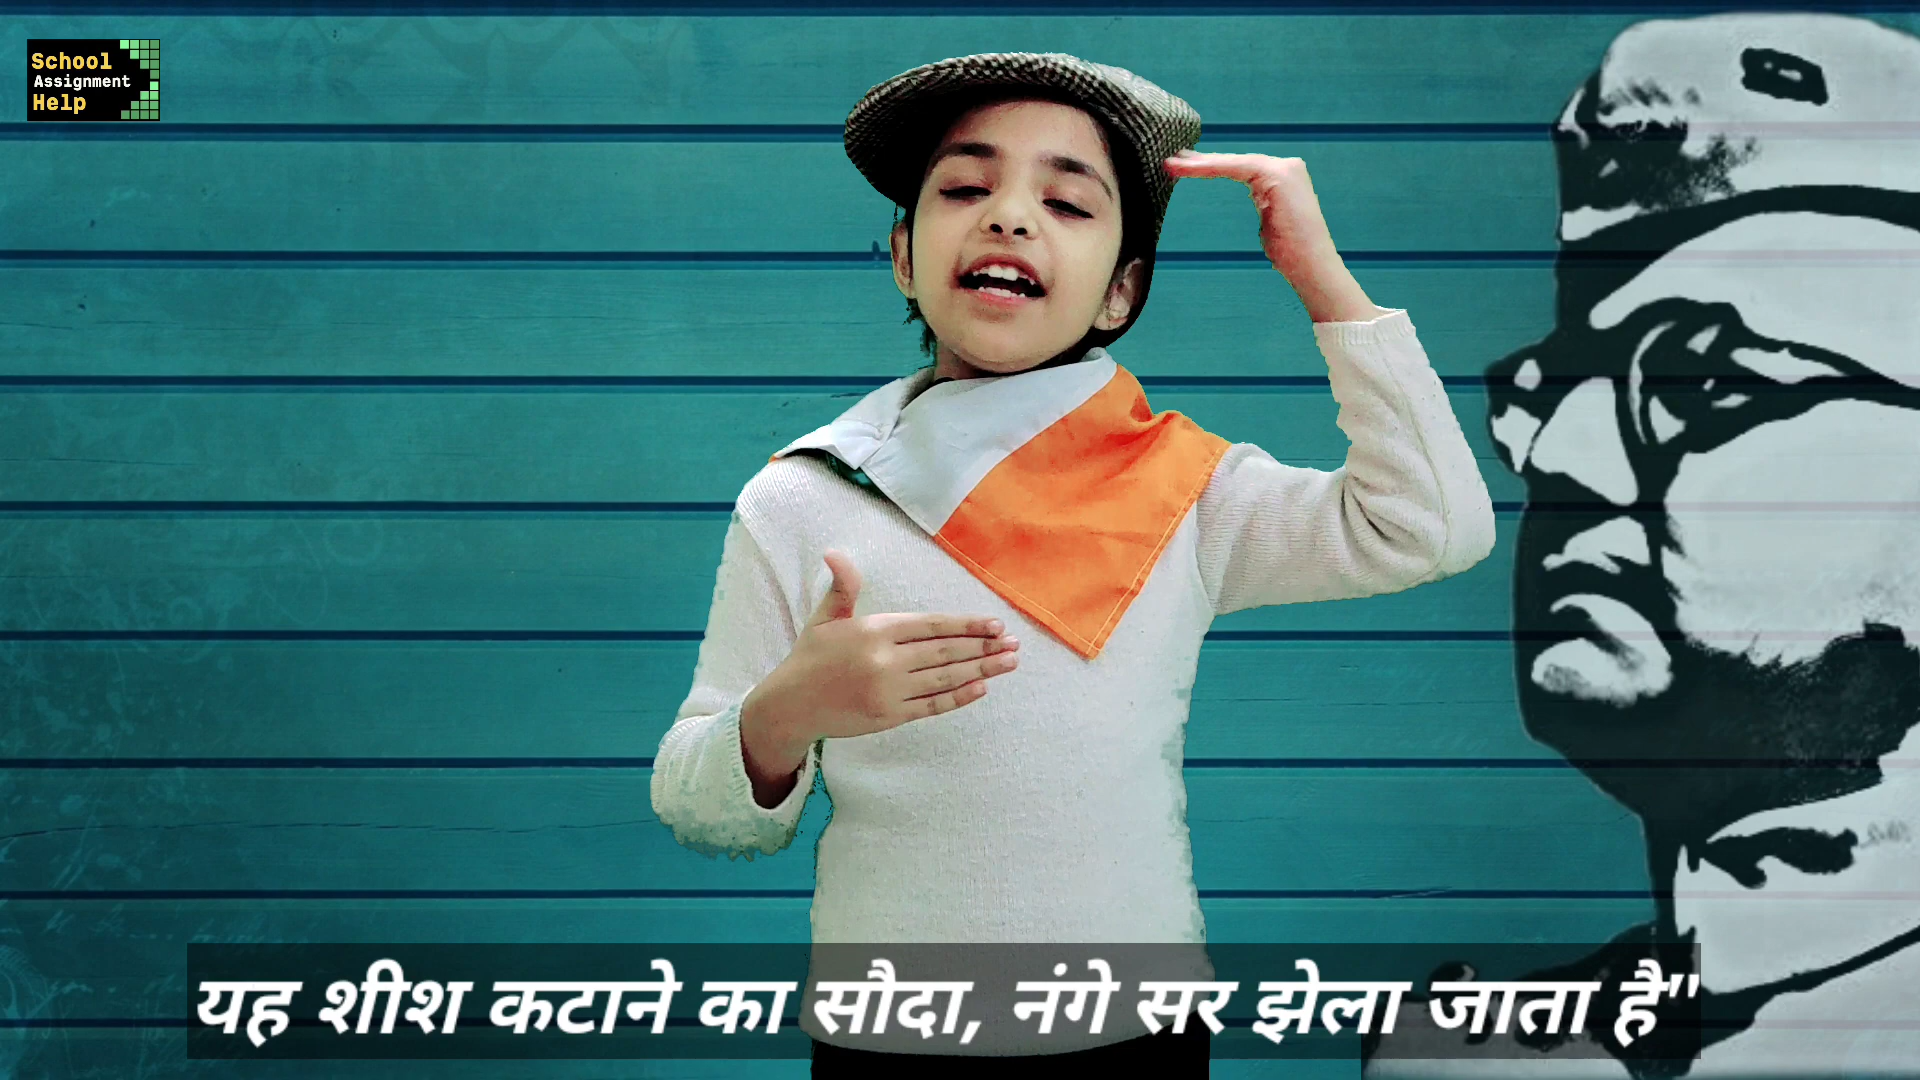 School
Assignment
Help
यह शीश कटाने का सौदा, नंगे सर झेला जाता है"